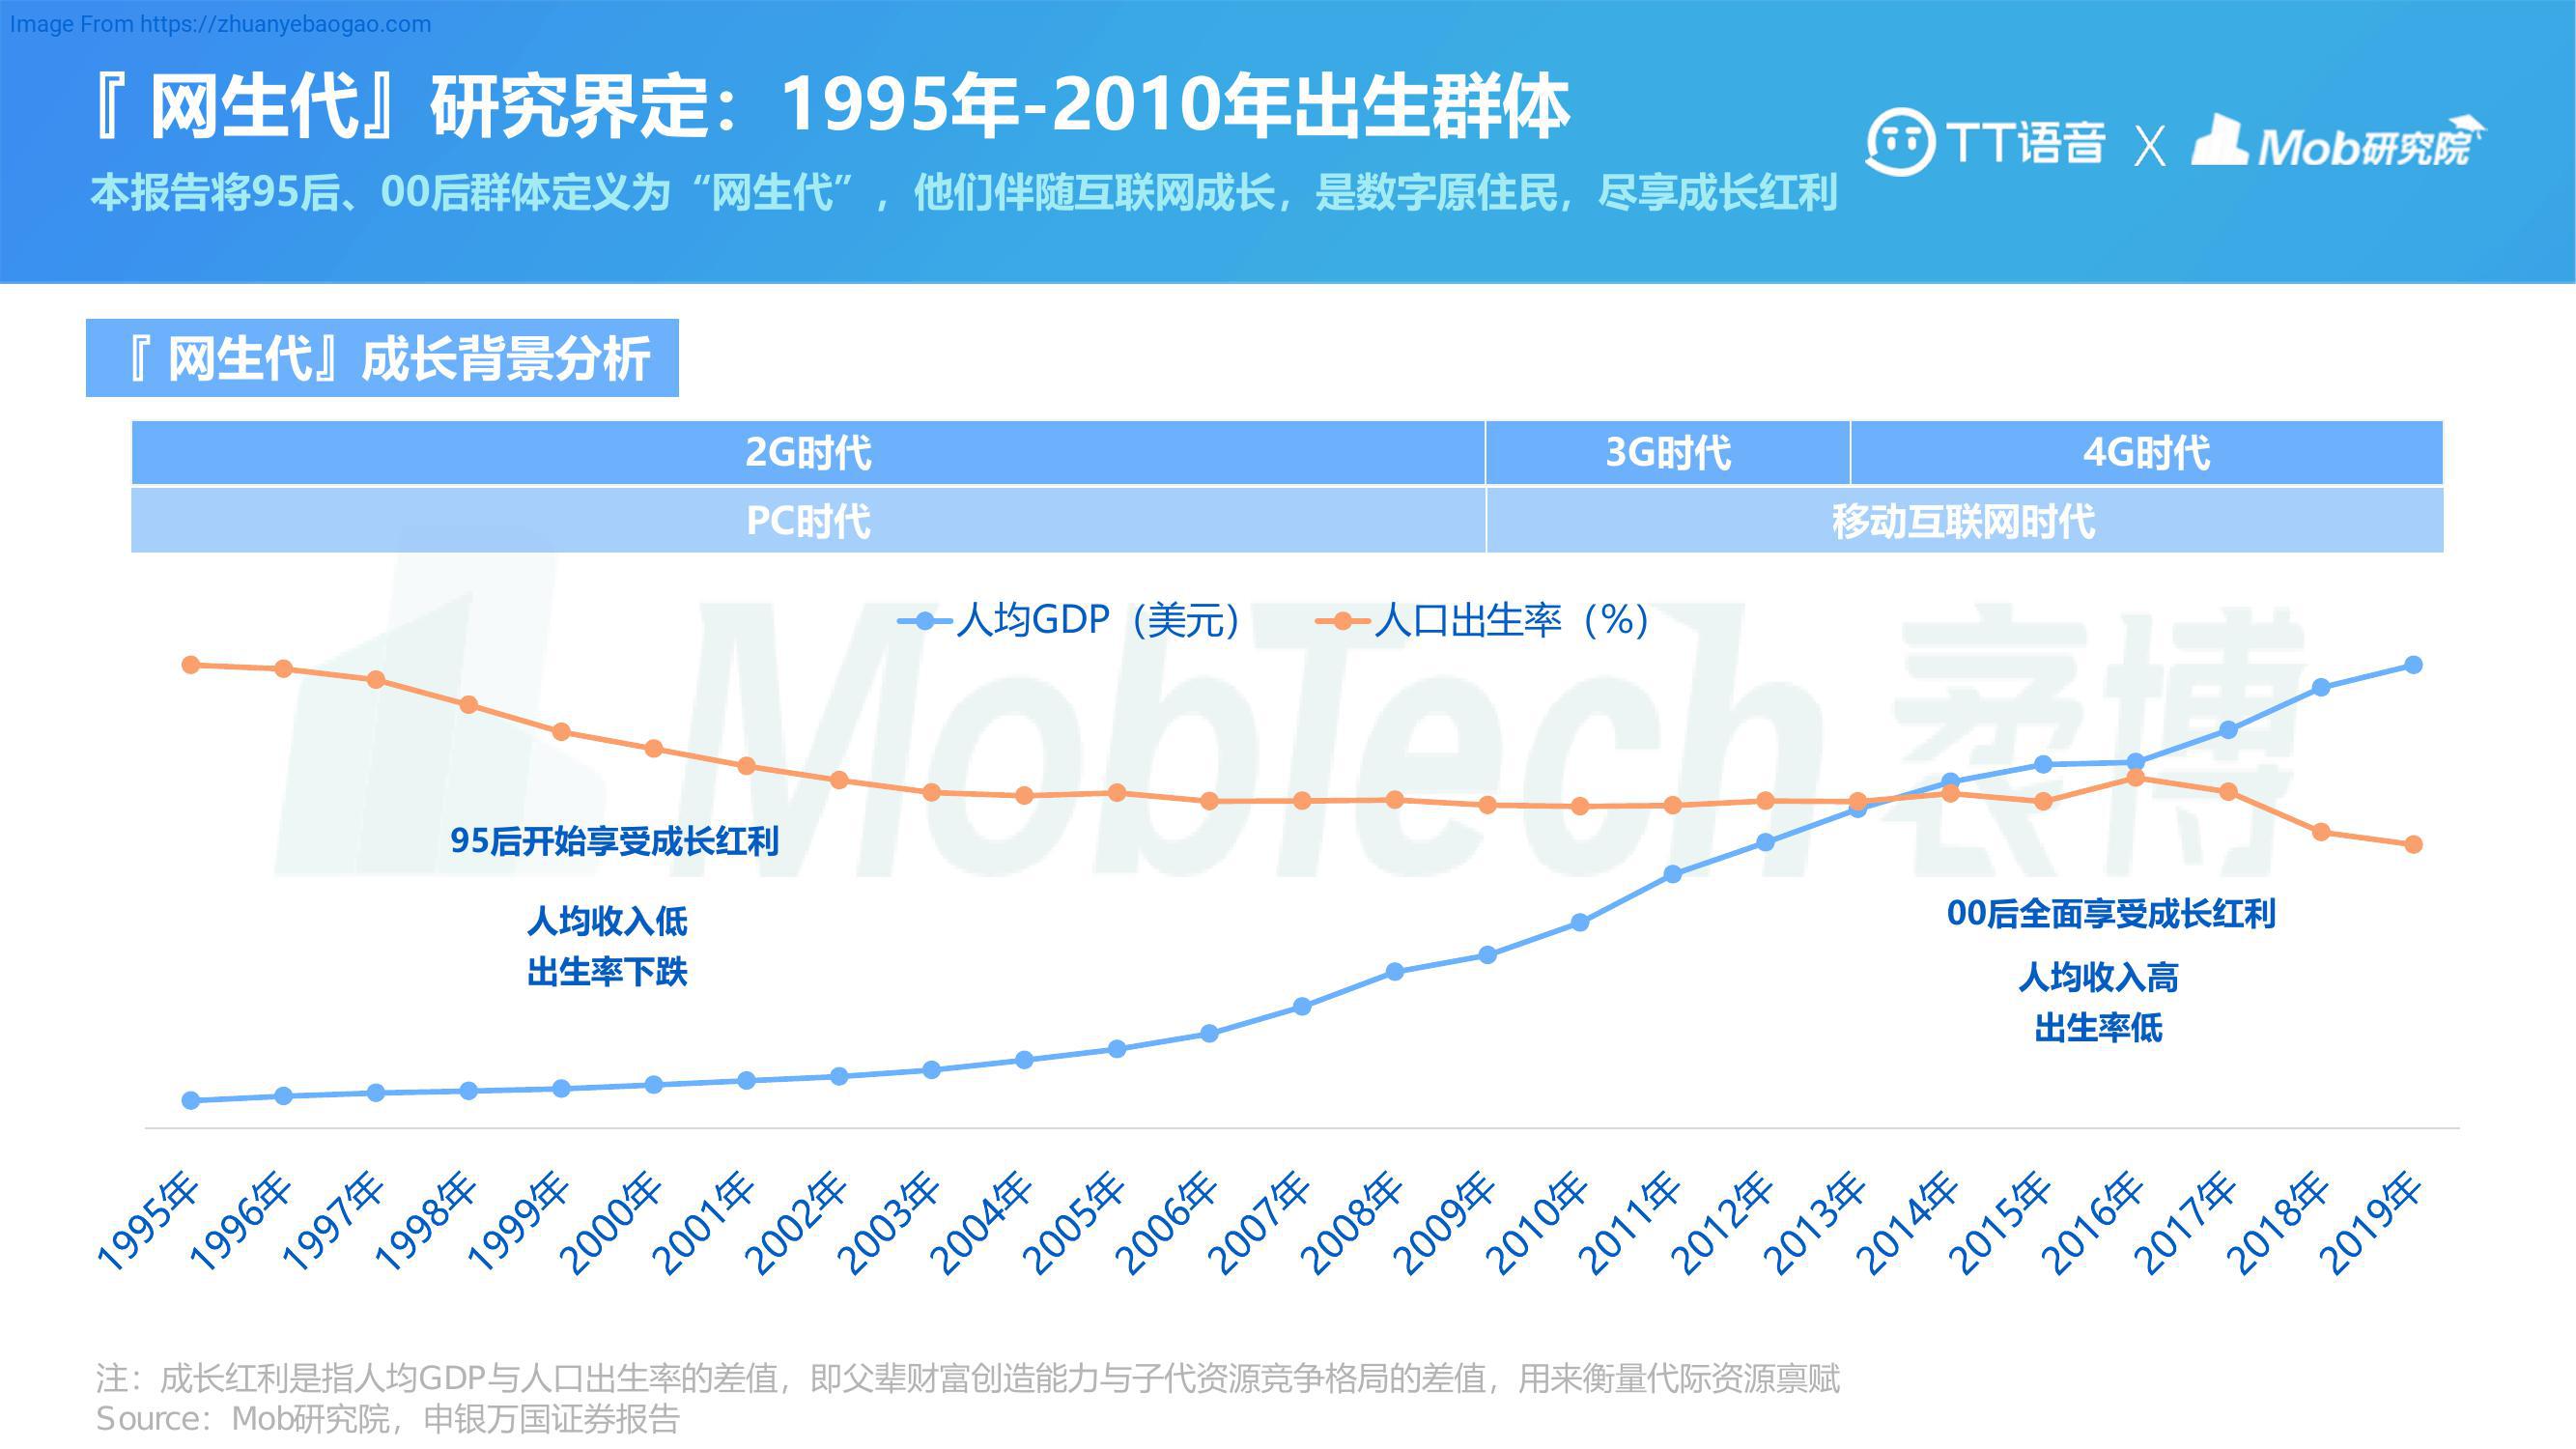 Image From https://zhuanyebaogao.com
『 网生代』研究界定：1995年-2010年出生群体
本报告将95后、00后群体定义为“网生代”，他们伴随互联网成长，是数字原住民，尽享成长红利
TT语音 X Mob研究院
『 网生代』成长背景分析
2G时代 3G时代 4G时代
PC时代 移动互联网时代
人均GDP（美元） 人口出生率（%）
MobTech 袤博
95后开始享受成长红利
人均收入低
出生率下跌
00后全面享受成长红利
人均收入高
出生率低
1995年 1996年 1997年 1998年 1999年 2000年 2001年 2002年 2003年 2004年 2005年 2006年 2007年 2008年 2009年 2010年 2011年 2012年 2013年 2014年 2015年 2016年 2017年 2018年 2019年
注：成长红利是指人均GDP与人口出生率的差值，即父辈财富创造能力与子代资源竞争格局的差值，用来衡量代际资源禀赋
Source：Mob研究院，申银万国证券报告